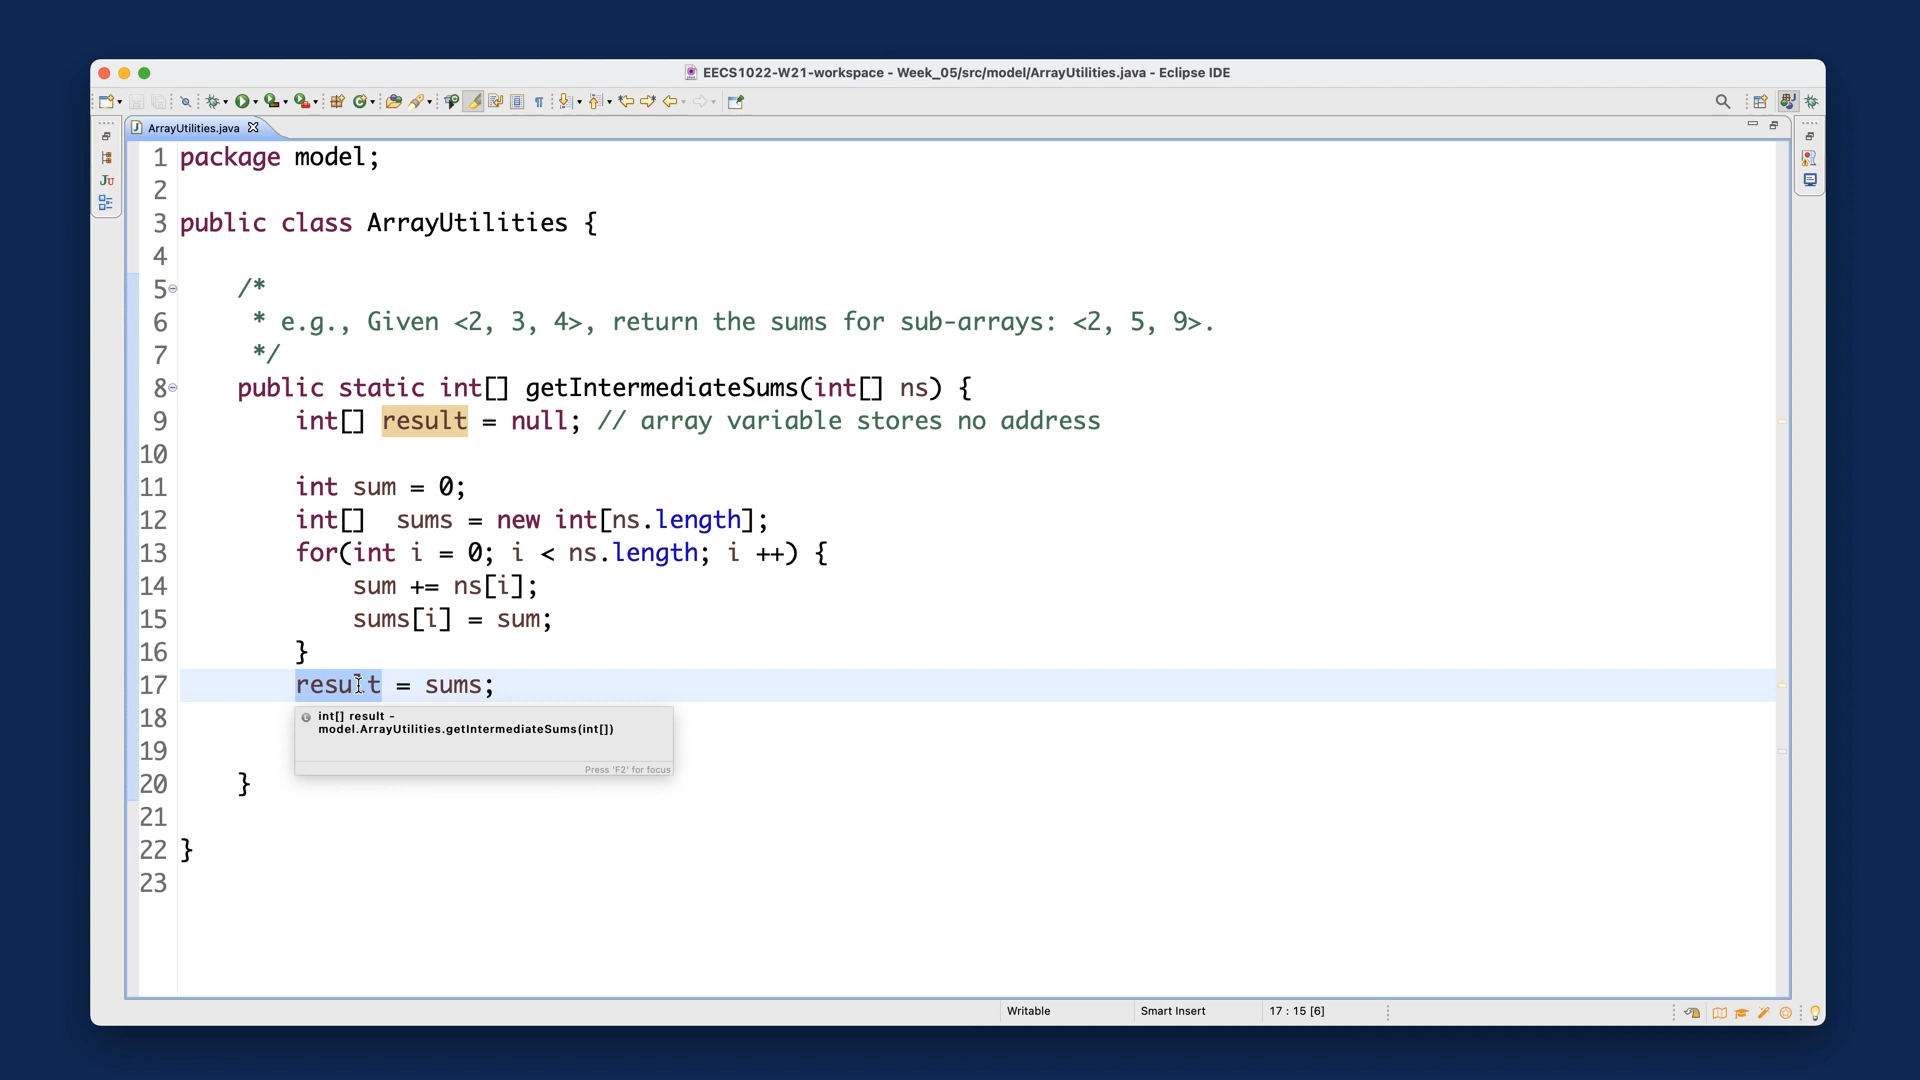 EECS1022-W21-workspace - Week_05/src/model/ArrayUtilities.java - Eclipse IDE
ArrayUtilities.java
1 package model;
2
3 public class ArrayUtilities {
4
5 /*
6 * e.g., Given <2, 3, 4>, return the sums for sub-arrays: <2, 5, 9>.
7 */
8 public static int[] getIntermediateSums(int[] ns) {
9 int[] result = null; // array variable stores no address
10
11 int sum = 0;
12 int[]  sums = new int[ns.length];
13 for(int i = 0; i < ns.length; i ++) {
14 sum += ns[i];
15 sums[i] = sum;
16 }
17 result = sums;
18
int[] result -
model.ArrayUtilities.getIntermediateSums(int[])
19
Press 'F2' for focus
20 }
21
22 }
23
Writable
Smart Insert
17 : 15 [6]